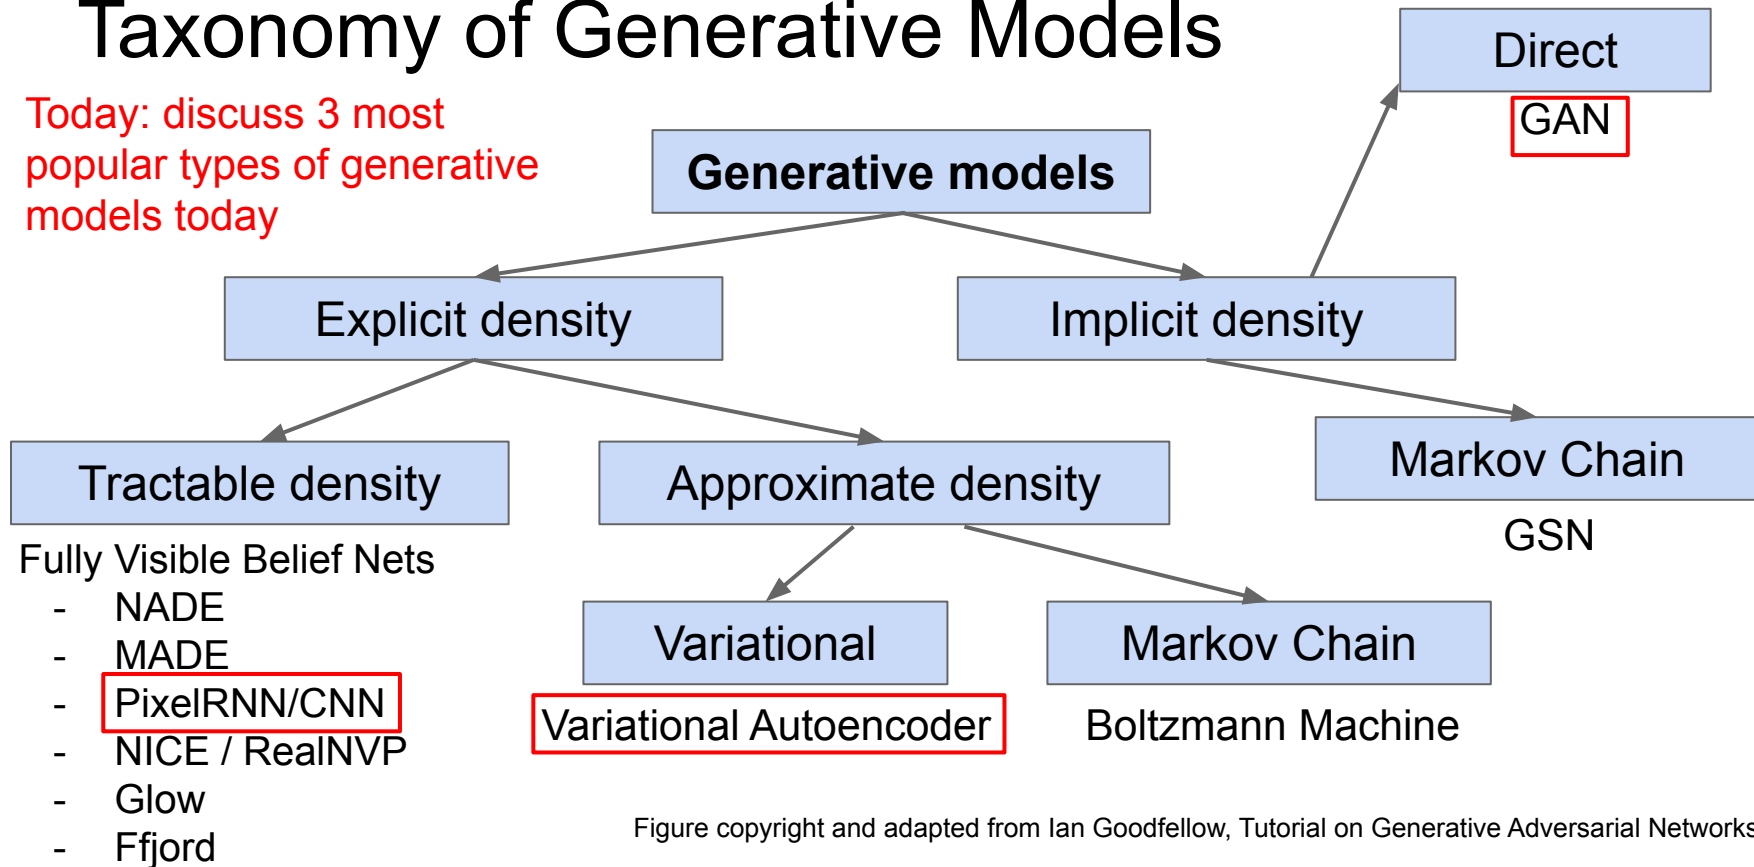 Taxonomy of Generative Models
Today: discuss 3 most
popular types of generative
models today
Direct
GAN
Generative models
Explicit density
Implicit density
Tractable density
Approximate density
Markov Chain
GSN
Fully Visible Belief Nets
- NADE
- MADE
- PixelRNN/CNN
- NICE / RealNVP
- Glow
- Ffjord
Variational
Markov Chain
Variational Autoencoder
Boltzmann Machine
Figure copyright and adapted from Ian Goodfellow, Tutorial on Generative Adversarial Networks